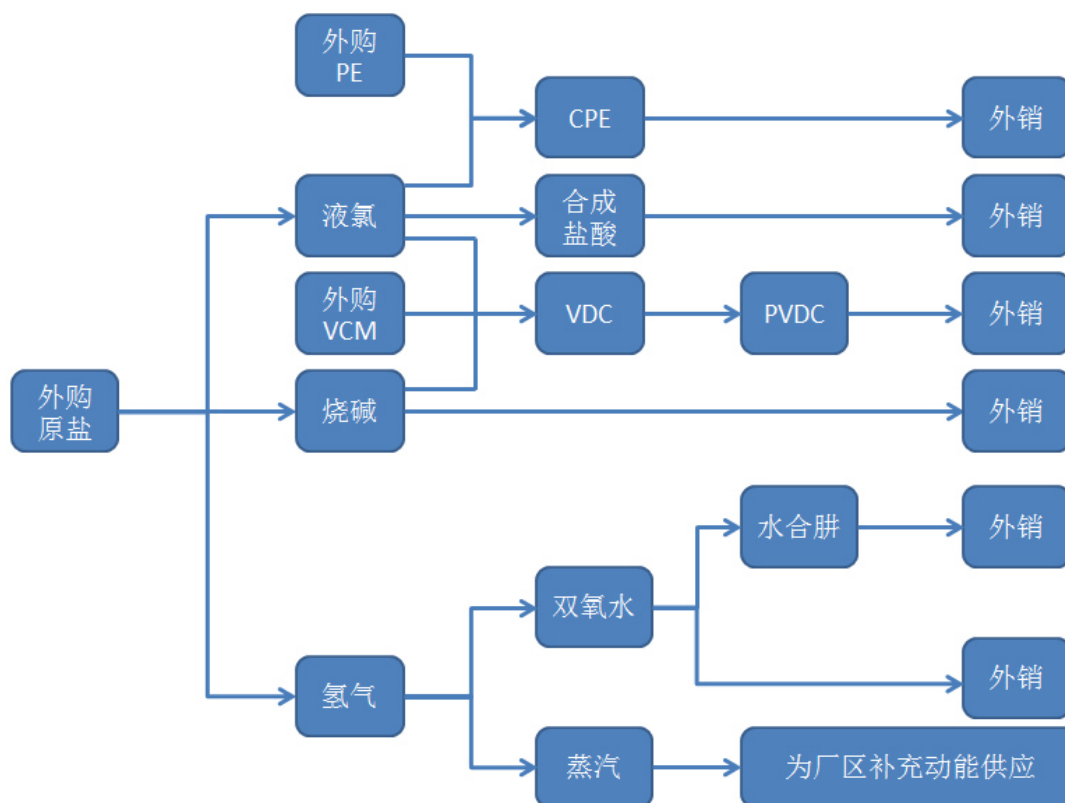 外购
PE
CPE
外销
液氯
合成
盐酸
外销
外购
VCM
VDC
PVDC
外销
外购
原盐
烧碱
外销
水合肼
外销
双氧水
氢气
外销
蒸汽
为厂区补充动能供应